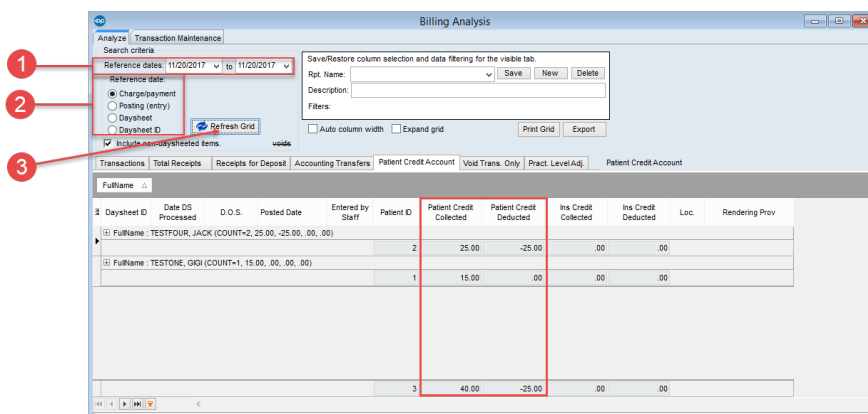 Billing Analysis
Analyze Transaction Maintenance
Search criteria
1 Reference dates: 11/20/2017 to 11/20/2017
Reference date:
2
Charge/payment
Posting (entry)
Daysheet
Daysheet ID
Refresh Grid
3 Include non-daysheeted items. voids
Save/Restore column selection and data filtering for the visible tab.
Rpt. Name: Save New Delete
Description:
Filters:
Auto column width Expand grid Print Grid Export
Transactions Total Receipts Receipts for Deposit Accounting Transfers Patient Credit Account Void Trans. Only Pract. Level Adj. Patient Credit Account
FullName
Daysheet ID Date DS Processed D.O.S. Posted Date Entered by Staff Patient ID Patient Credit Collected Patient Credit Deducted Ins Credit Collected Ins Credit Deducted Loc. Rendering Prov
FullName : TESTFOUR, JACK (COUNT=2, 25.00, -25.00, .00, .00)
2 25.00 -25.00 .00 .00
FullName : TESTONE, GIGI (COUNT=1, 15.00, .00, .00, .00)
1 15.00 .00 .00 .00
3 40.00 -25.00 .00 .00